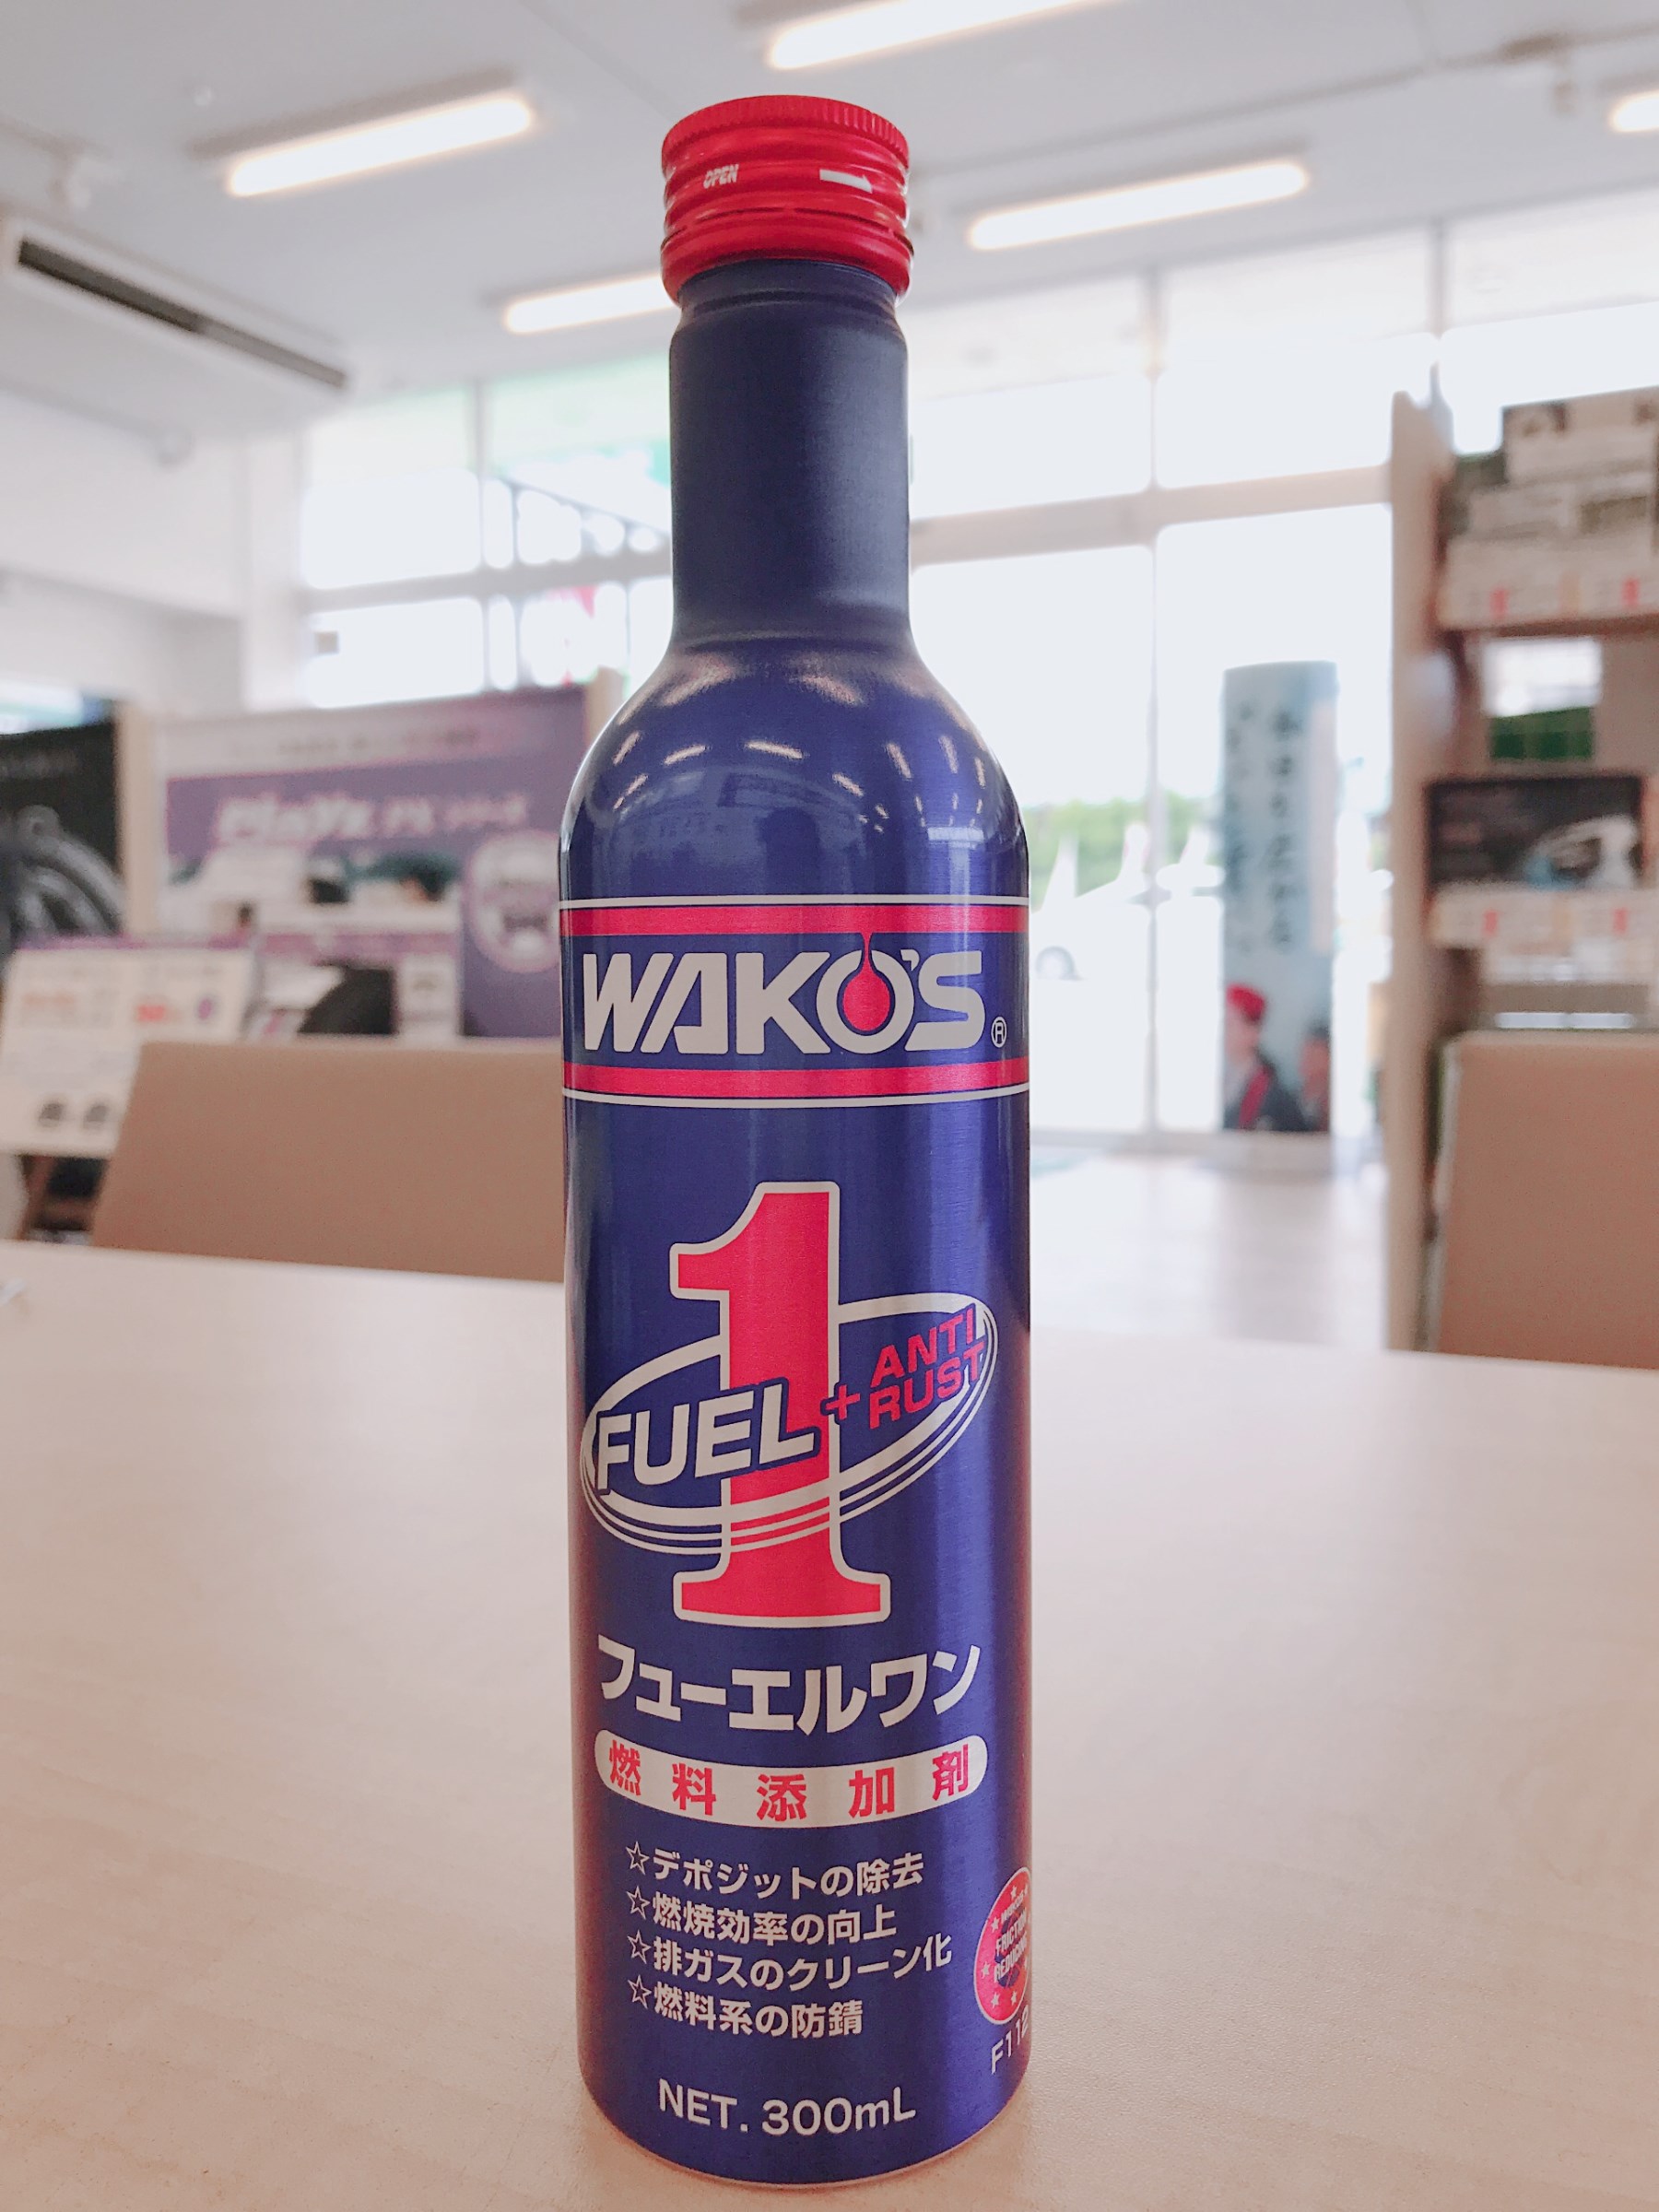 OPEN
WAKO'S®
1
FUEL + ANTI RUST
フューエルワン
燃料添加剤
☆デポジットの除去
☆燃焼効率の向上
☆排ガスのクリーン化
☆燃料系の防錆
FRICTION
NET. 300mL